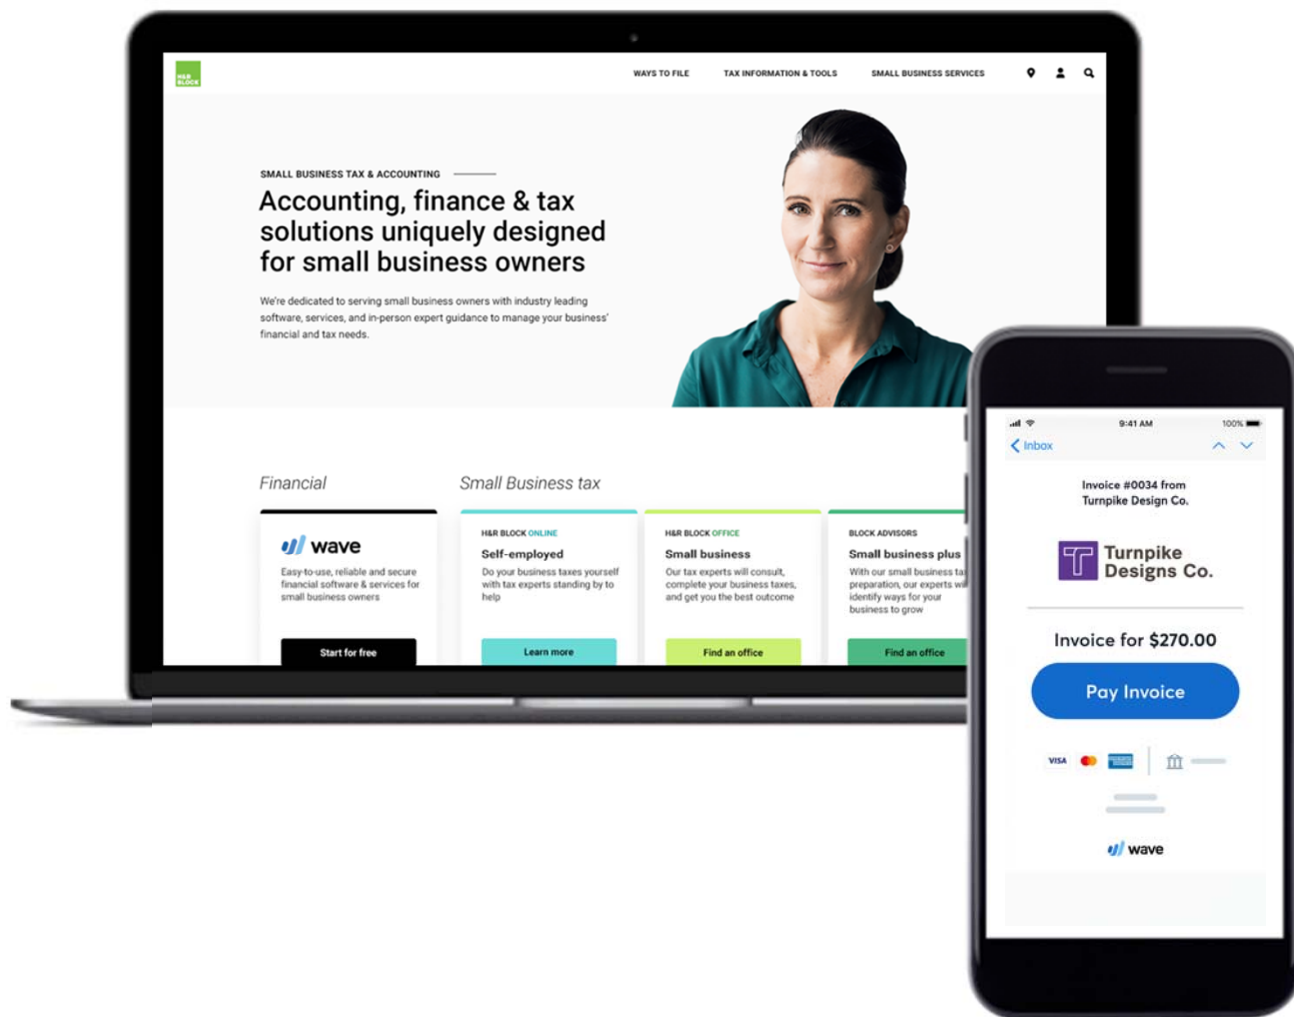 H&R
BLOCK
WAYS TO FILE
TAX INFORMATION & TOOLS
SMALL BUSINESS SERVICES
SMALL BUSINESS TAX & ACCOUNTING
Accounting, finance & tax
solutions uniquely designed
for small business owners
We're dedicated to serving small business owners with industry leading
software, services, and in-person expert guidance to manage your business'
financial and tax needs.
Financial
Small Business tax
wave
Easy-to-use, reliable and secure
financial software & services for
small business owners
Start for free
H&R BLOCK ONLINE
Self-employed
Do your business taxes yourself
with tax experts standing by to
help
Learn more
H&R BLOCK OFFICE
Small business
Our tax experts will consult,
complete your business taxes,
and get you the best outcome
Find an office
BLOCK ADVISORS
Small business plus
With our small business ta
preparation, our experts wi
identify ways for your
business to grow
Find an office
9:41 AM
100%
Inbox
Invoice #0034 from
Turnpike Design Co.
Turnpike
Designs Co.
Invoice for $270.00
Pay Invoice
VISA
wave